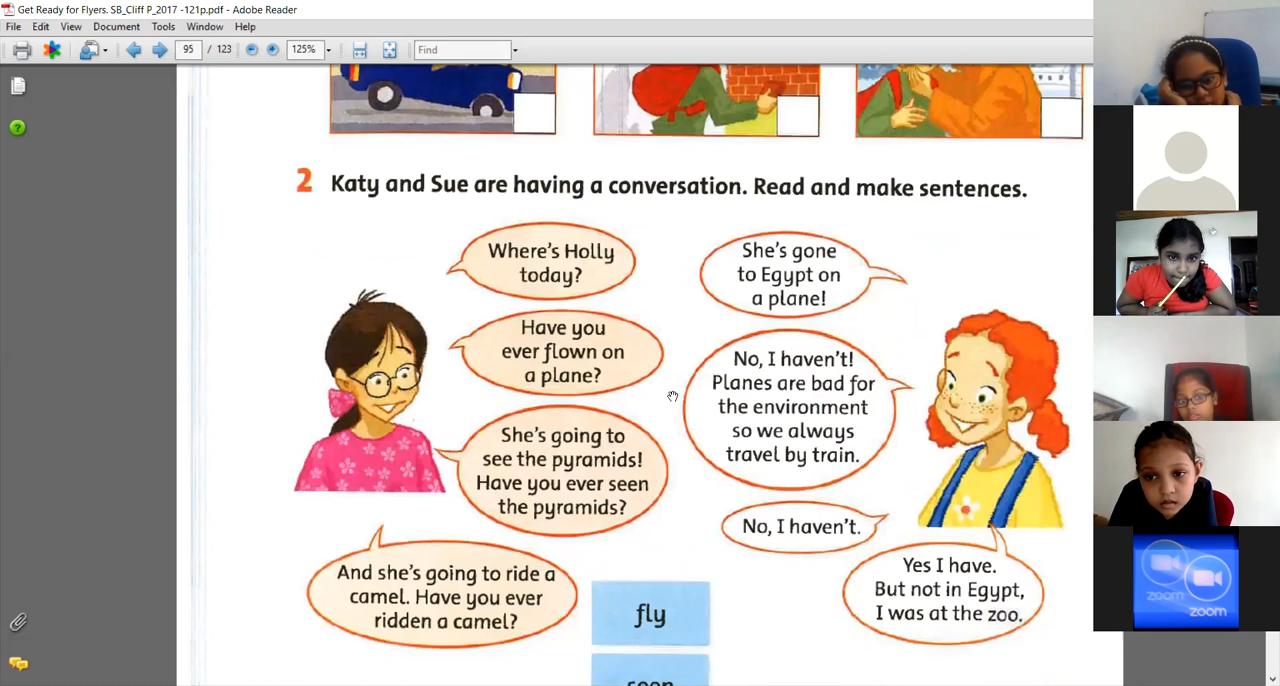 Get Ready for Flyers. SB_Cliff P_2017 -121p.pdf - Adobe Reader
File Edit View Document Tools Window Help
95 / 123 125% Find
2 Katy and Sue are having a conversation. Read and make sentences.
Where's Holly
today?
She's gone
to Egypt on
a plane!
Have you
ever flown on
a plane?
No, I haven't!
Planes are bad for
the environment
so we always
travel by train.
She's going to
see the pyramids!
Have you ever seen
the pyramids?
No, I haven't.
And she's going to ride a
camel. Have you ever
ridden a camel?
Yes I have.
But not in Egypt,
I was at the zoo.
fly
zoom
zoom